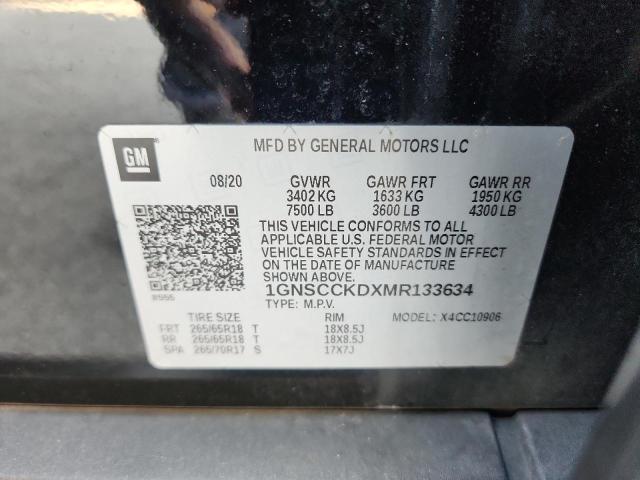 GM
MFD BY GENERAL MOTORS LLC
08/20 GVWR GAWR FRT GAWR RR
3402 KG 1633 KG 1950 KG
7500 LB 3600 LB 4300 LB
THIS VEHICLE CONFORMS TO ALL
APPLICABLE U.S. FEDERAL MOTOR
VEHICLE SAFETY STANDARDS IN EFFECT
ON THE DATE OF MANUFACTURE
SHOWN ABOVE.
1GNSCCKDXMR133634
TYPE: M.P.V. MODEL: X4CC10906
TIRE SIZE RIM
FRT 265/65R18 T 18X8.5J
RR 265/65R18 T 18X8.5J
SPA 265/70R17 S 17X7J